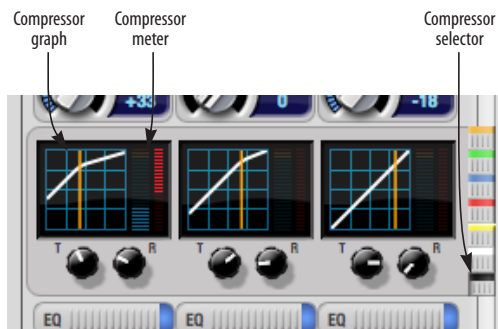 Compressor graph
Compressor meter
Compressor selector
+33
0
-18
T R
T R
T R
EQ
EQ
EQ